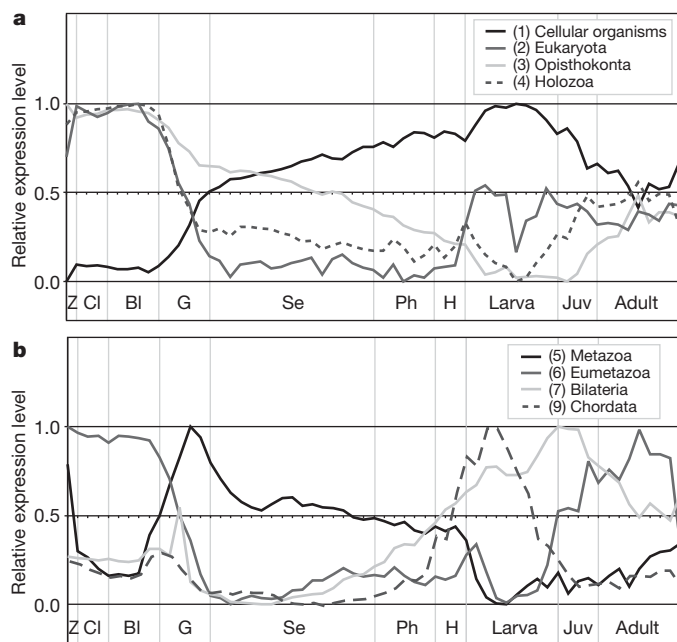 a
(1) Cellular organisms
(2) Eukaryota
(3) Opisthokonta
(4) Holozoa
Relative expression level
1.0
0.5
0.0
Z Cl Bl G Se Ph H Larva Juv Adult
b
(5) Metazoa
(6) Eumetazoa
(7) Bilateria
(9) Chordata
Relative expression level
1.0
0.5
0.0
Z Cl Bl G Se Ph H Larva Juv Adult